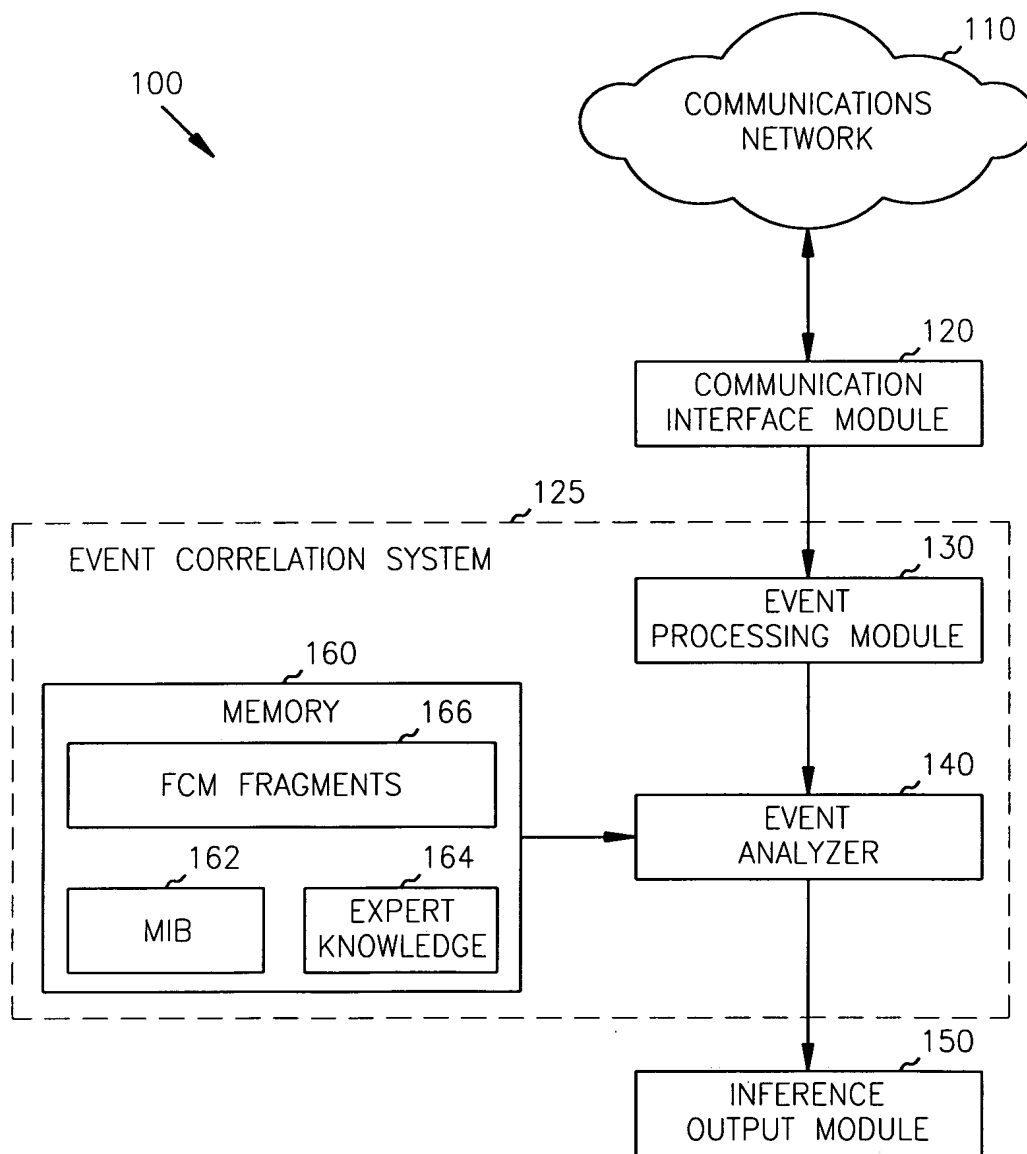 110
100
COMMUNICATIONS
NETWORK
120
COMMUNICATION
INTERFACE MODULE
125
EVENT CORRELATION SYSTEM
130
EVENT
PROCESSING MODULE
160
MEMORY
166
FCM FRAGMENTS
140
EVENT
ANALYZER
162
MIB
164
EXPERT
KNOWLEDGE
150
INFERENCE
OUTPUT MODULE